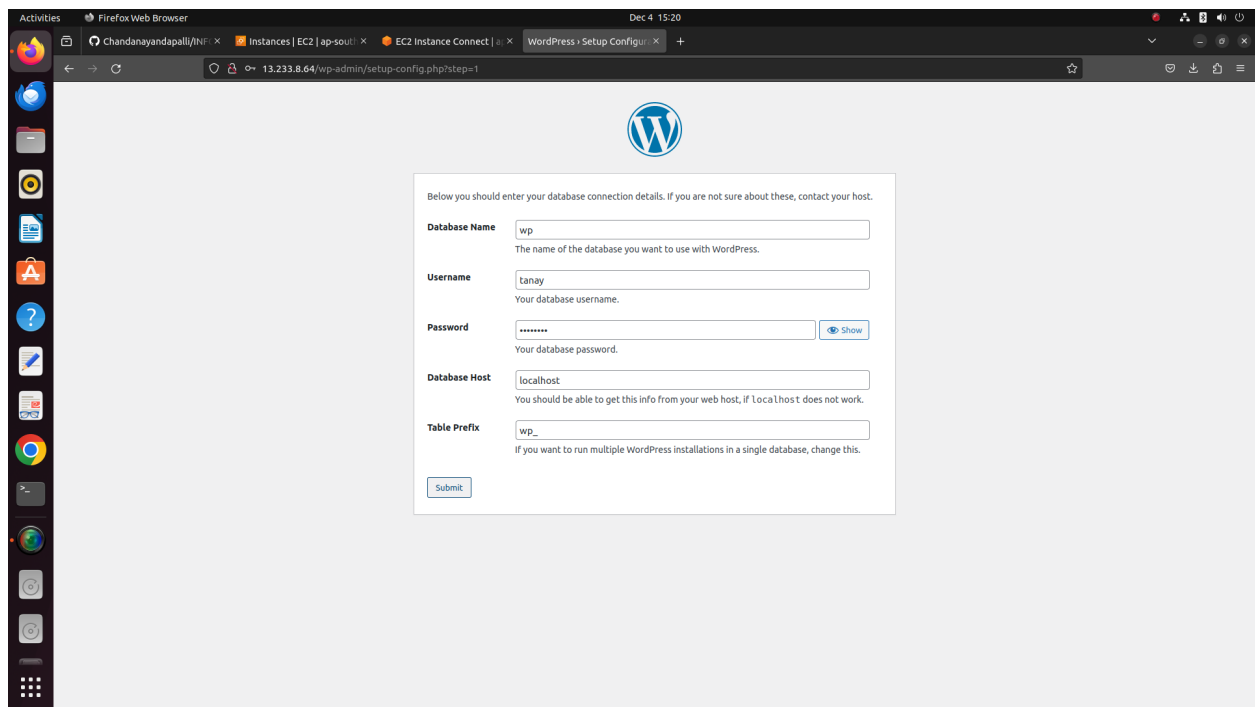 Activities Firefox Web Browser Dec 4 15:20
Chandanayandapalli/INF Instances | EC2 | ap-south EC2 Instance Connect | a WordPress › Setup Configura
13.233.8.64/wp-admin/setup-config.php?step=1
Below you should enter your database connection details. If you are not sure about these, contact your host.
Database Name wp
The name of the database you want to use with WordPress.
Username tanay
Your database username.
Password •••••••• Show
Your database password.
Database Host localhost
You should be able to get this info from your web host, if localhost does not work.
Table Prefix wp_
If you want to run multiple WordPress installations in a single database, change this.
Submit